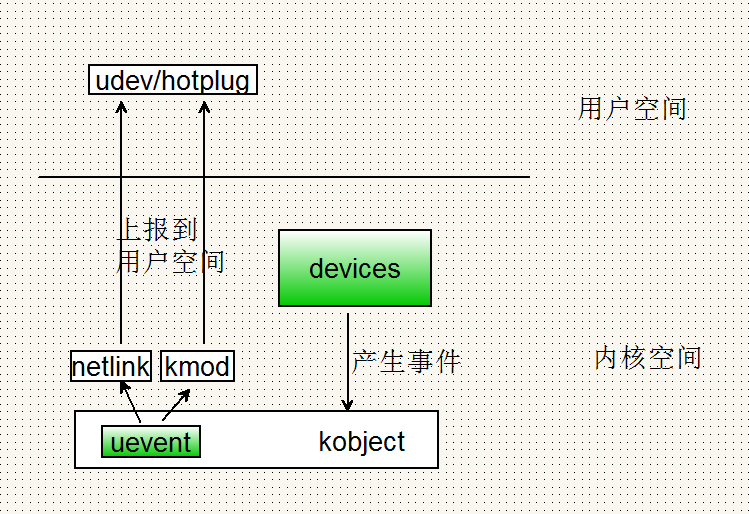 udev/hotplug
用户空间
上报到
用户空间
devices
netlink
kmod
产生事件
内核空间
uevent
kobject